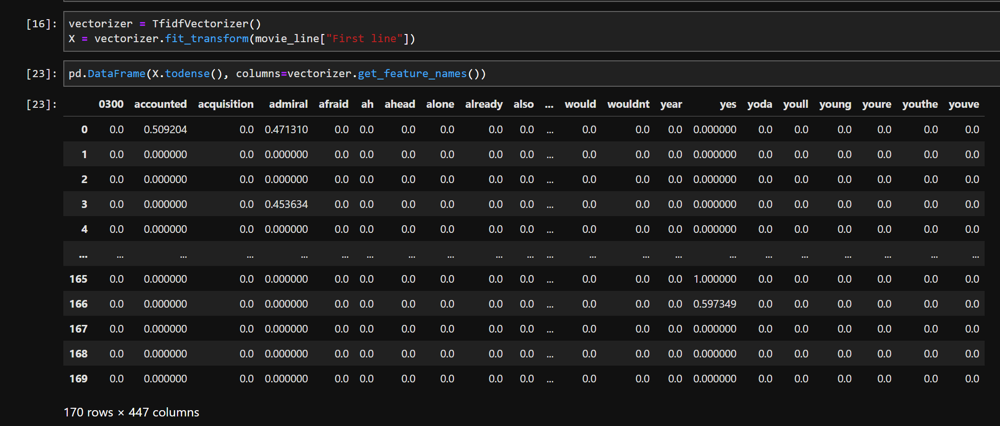 [16]: vectorizer = TfidfVectorizer()
X = vectorizer.fit_transform(movie_line["First line"])
[23]: pd.DataFrame(X.todense(), columns=vectorizer.get_feature_names())
[23]: 0300 accounted acquisition admiral afraid ah ahead alone already also ... would wouldnt year yes yoda youll young youre youthe youve
0 0.0 0.509204 0.0 0.471310 0.0 0.0 0.0 0.0 0.0 0.0 ... 0.0 0.0 0.0 0.000000 0.0 0.0 0.0 0.0 0.0 0.0
1 0.0 0.000000 0.0 0.000000 0.0 0.0 0.0 0.0 0.0 0.0 ... 0.0 0.0 0.0 0.000000 0.0 0.0 0.0 0.0 0.0 0.0
2 0.0 0.000000 0.0 0.000000 0.0 0.0 0.0 0.0 0.0 0.0 ... 0.0 0.0 0.0 0.000000 0.0 0.0 0.0 0.0 0.0 0.0
3 0.0 0.000000 0.0 0.453634 0.0 0.0 0.0 0.0 0.0 0.0 ... 0.0 0.0 0.0 0.000000 0.0 0.0 0.0 0.0 0.0 0.0
4 0.0 0.000000 0.0 0.000000 0.0 0.0 0.0 0.0 0.0 0.0 ... 0.0 0.0 0.0 0.000000 0.0 0.0 0.0 0.0 0.0 0.0
... ... ... ... ... ... ... ... ... ... ... ... ... ... ... ... ... ... ... ... ... ...
165 0.0 0.000000 0.0 0.000000 0.0 0.0 0.0 0.0 0.0 0.0 ... 0.0 0.0 0.0 1.000000 0.0 0.0 0.0 0.0 0.0 0.0
166 0.0 0.000000 0.0 0.000000 0.0 0.0 0.0 0.0 0.0 0.0 ... 0.0 0.0 0.0 0.597349 0.0 0.0 0.0 0.0 0.0 0.0
167 0.0 0.000000 0.0 0.000000 0.0 0.0 0.0 0.0 0.0 0.0 ... 0.0 0.0 0.0 0.000000 0.0 0.0 0.0 0.0 0.0 0.0
168 0.0 0.000000 0.0 0.000000 0.0 0.0 0.0 0.0 0.0 0.0 ... 0.0 0.0 0.0 0.000000 0.0 0.0 0.0 0.0 0.0 0.0
169 0.0 0.000000 0.0 0.000000 0.0 0.0 0.0 0.0 0.0 0.0 ... 0.0 0.0 0.0 0.000000 0.0 0.0 0.0 0.0 0.0 0.0
170 rows × 447 columns